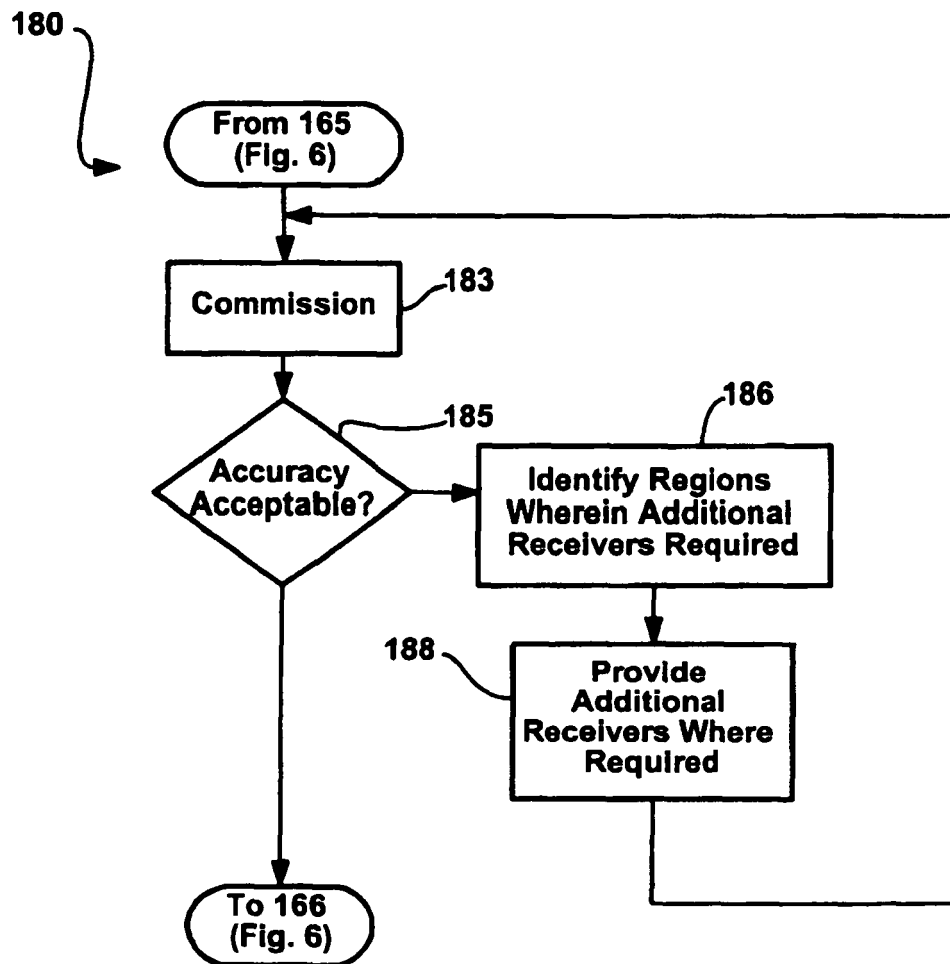 180
From 165
(Fig. 6)
Commission
183
185
Accuracy
Acceptable?
186
Identify Regions
Wherein Additional
Receivers Required
188
Provide
Additional
Receivers Where
Required
To 166
(Fig. 6)